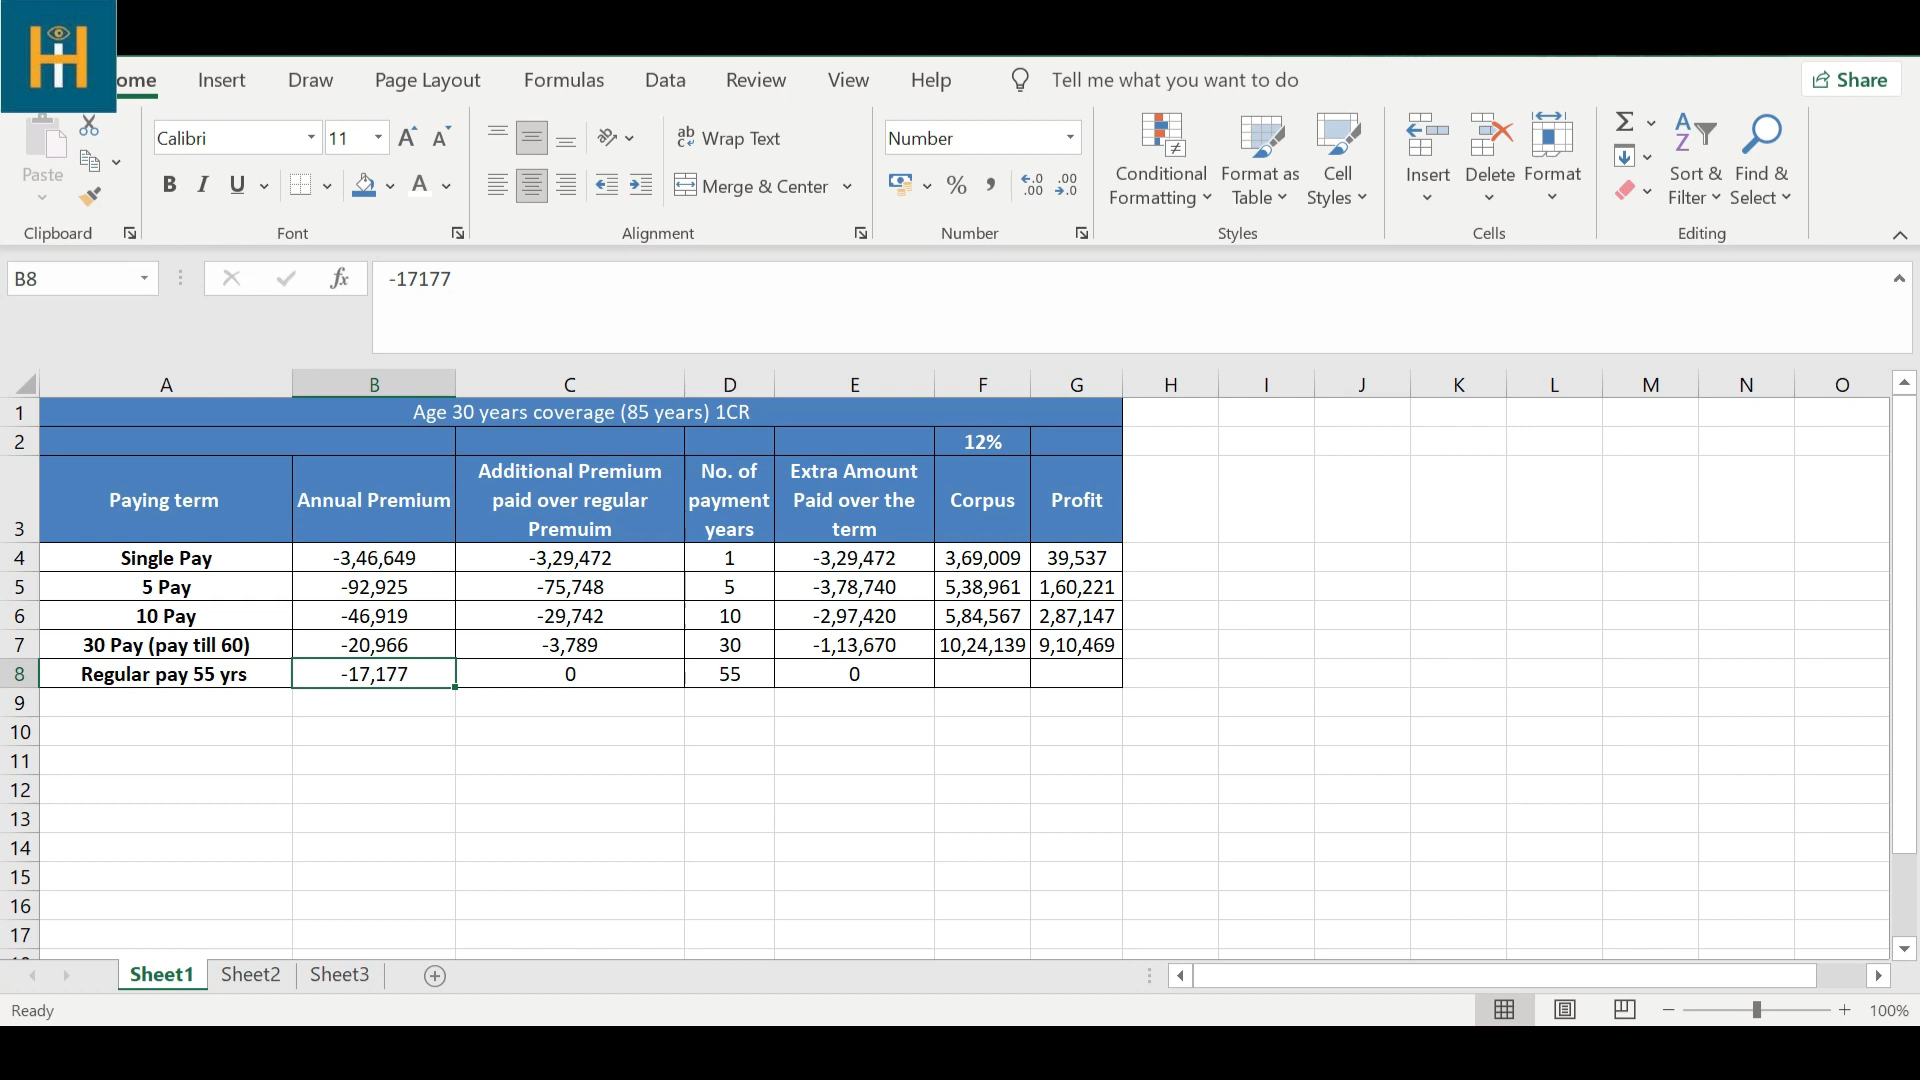 Hi
ome Insert Draw Page Layout Formulas Data Review View Help Tell me what you want to do Share
Paste
Calibri 11
B I U A
Wrap Text
Merge & Center
Number
Conditional Formatting
Format as Table
Cell Styles
Insert Delete Format
Sort & Filter
Find & Select
Clipboard Font Alignment Number Styles Cells Editing
B8 fx -17177
A B C D E F G H I J K L M N O
1 Age 30 years coverage (85 years) 1CR
2 12%
3 Paying term Annual Premium Additional Premium paid over regular Premuim No. of payment years Extra Amount Paid over the term Corpus Profit
4 Single Pay -3,46,649 -3,29,472 1 -3,29,472 3,69,009 39,537
5 5 Pay -92,925 -75,748 5 -3,78,740 5,38,961 1,60,221
6 10 Pay -46,919 -29,742 10 -2,97,420 5,84,567 2,87,147
7 30 Pay (pay till 60) -20,966 -3,789 30 -1,13,670 10,24,139 9,10,469
8 Regular pay 55 yrs -17,177 0 55 0
9
10
11
12
13
14
15
16
17
Sheet1 Sheet2 Sheet3
Ready 100%